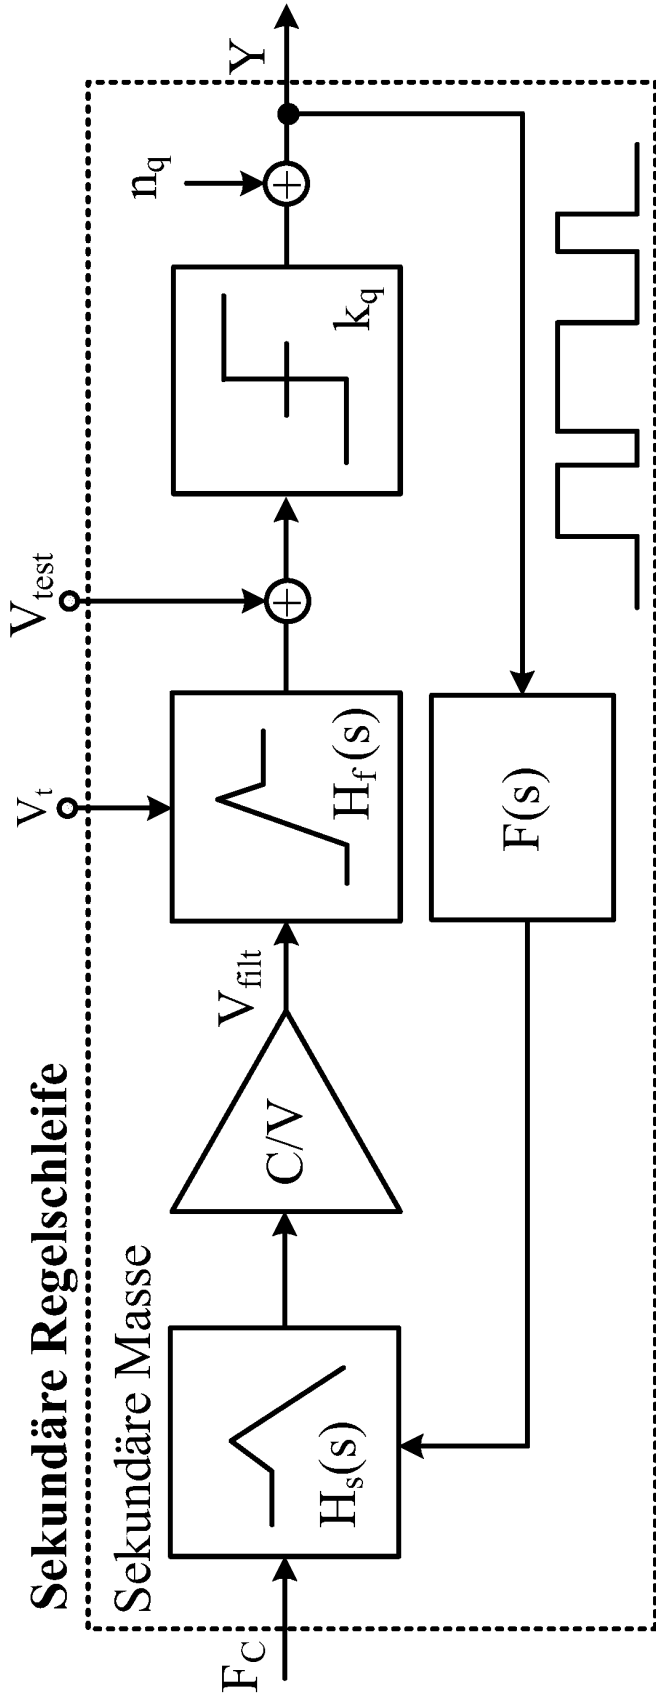 Sekundäre Regelschleife
Sekundäre Masse
F_C
H_s(s)
C/V
V_filt
V_t
H_f(s)
V_test
k_q
n_q
Y
F(s)